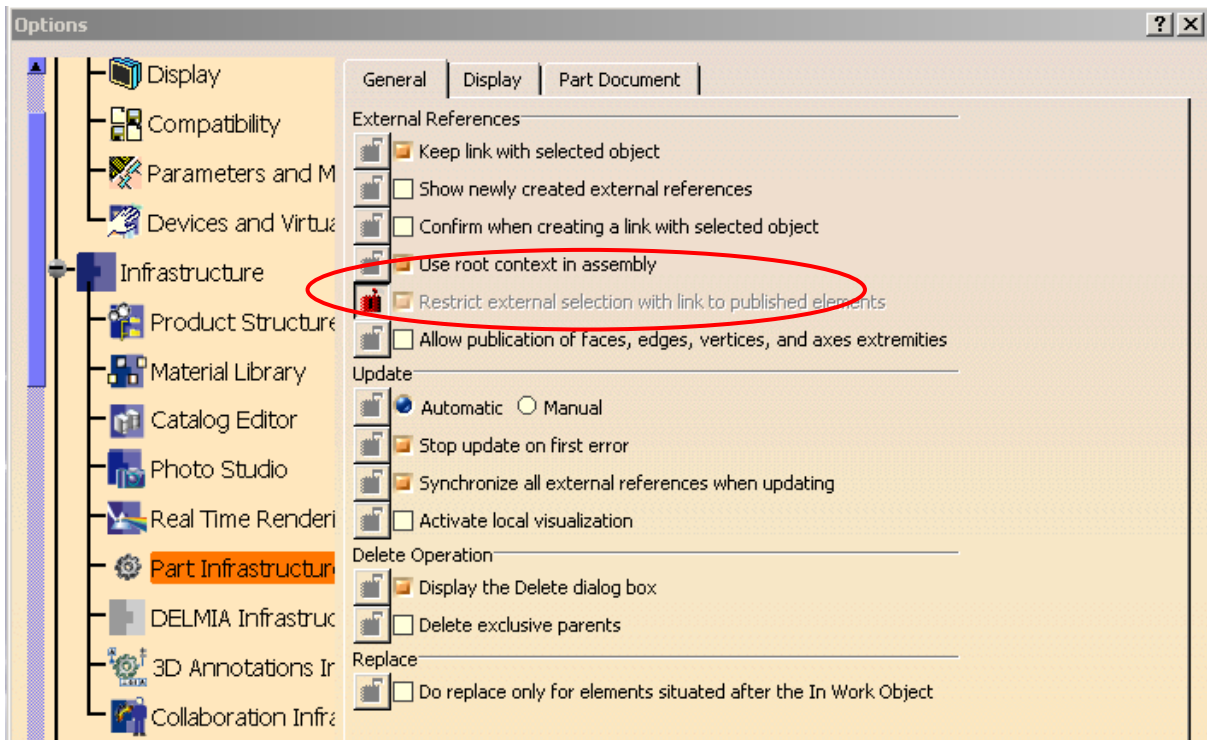 Options
Display
Compatibility
Parameters and M
Devices and Virtua
Infrastructure
Product Structure
Material Library
Catalog Editor
Photo Studio
Real Time Renderi
Part Infrastructur
DELMIA Infrastruc
3D Annotations Ir
Collaboration Infra
General Display Part Document
External References
Keep link with selected object
Show newly created external references
Confirm when creating a link with selected object
Use root context in assembly
Restrict external selection with link to published elements
Allow publication of faces, edges, vertices, and axes extremities
Update
Automatic Manual
Stop update on first error
Synchronize all external references when updating
Activate local visualization
Delete Operation
Display the Delete dialog box
Delete exclusive parents
Replace
Do replace only for elements situated after the In Work Object